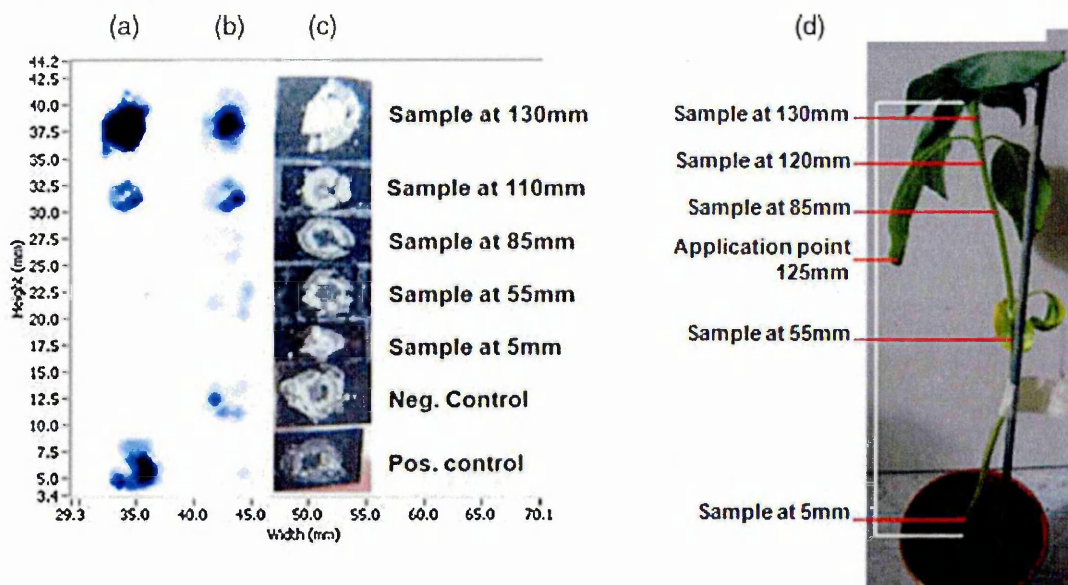 (a) (b) (c) (d)
44.2
42.5
40.0
37.5
35.0
32.5
30.0
27.5
25.0
22.5
20.0
17.5
15.0
12.5
10.0
7.5
5.0
3.4
Height (mm)
29.3 35.0 40.0 45.0 50.0 55.0 60.0 65.0 70.1
Width (mm)
Sample at 130mm
Sample at 110mm
Sample at 85mm
Sample at 55mm
Sample at 5mm
Neg. Control
Pos. control
Sample at 130mm
Sample at 120mm
Sample at 85mm
Application point
125mm
Sample at 55mm
Sample at 5mm